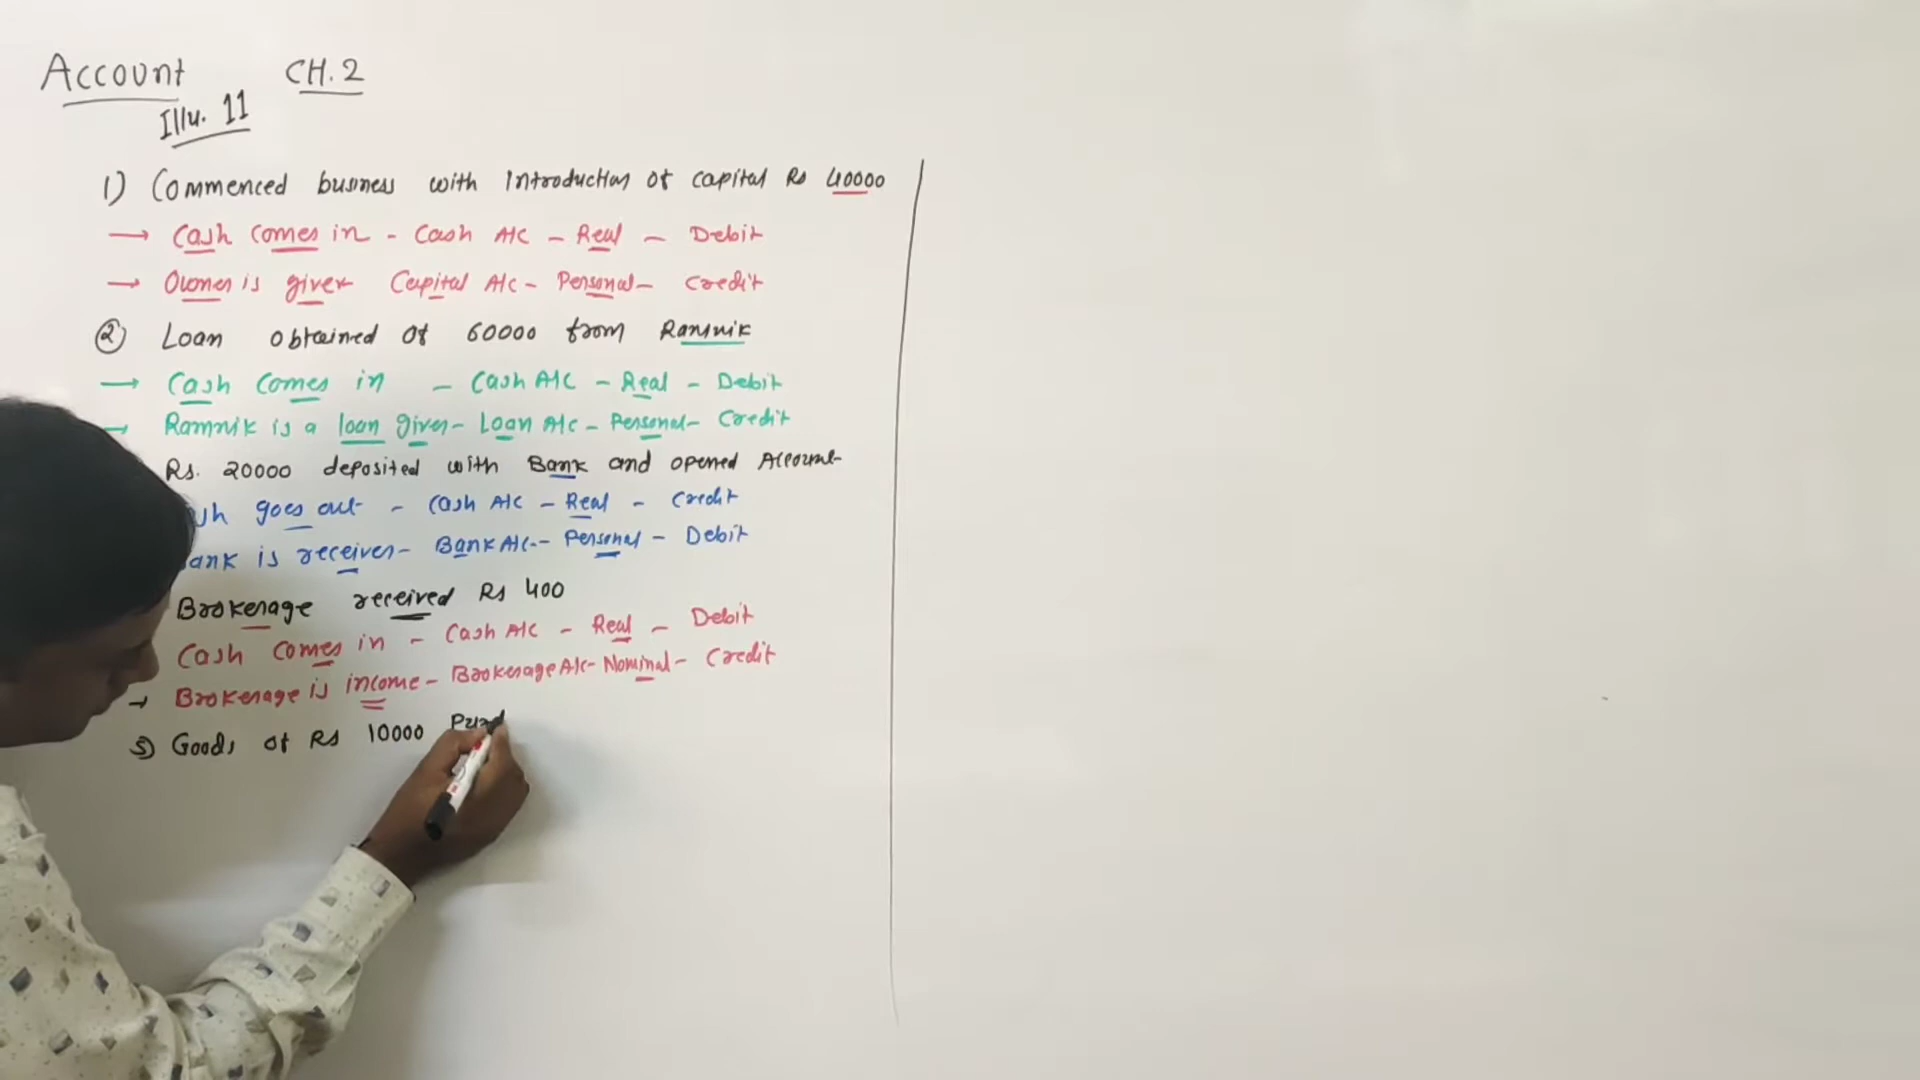 Account CH.2
Illu. 11
1) Commenced business with Introduction of capital Rs 40000
→ Cash comes in - Cash A/c - Real - Debit
→ Owner is giver Capital A/c - Personal - Credit
② Loan obtained of 60000 from Ramnik
→ Cash comes in - Cash A/c - Real - Debit
→ Ramnik is a loan giver - Loan A/c - Personal - Credit
Rs. 20000 deposited with Bank and opened Account
goes out - Cash A/c - Real - Credit
is receiver - Bank A/c - Personal - Debit
Brokerage received Rs 400
Cash comes in - Cash A/c - Real - Debit
→ Brokerage is income - Brokerage A/c - Nominal - Credit
5) Goods of Rs 10000